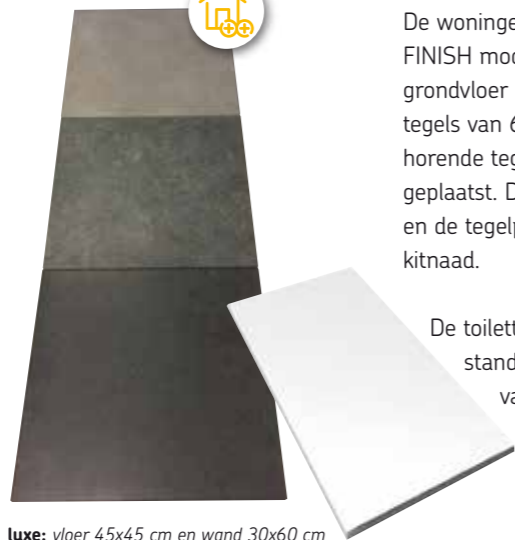 De woninge
FINISH mod
grondvloer
tegels van 6
horende teg
geplaatst. D
en de tegelp
kitnaad.
De toilett
stand
va
luxe: vloer 45x45 cm en wand 30x60 cm